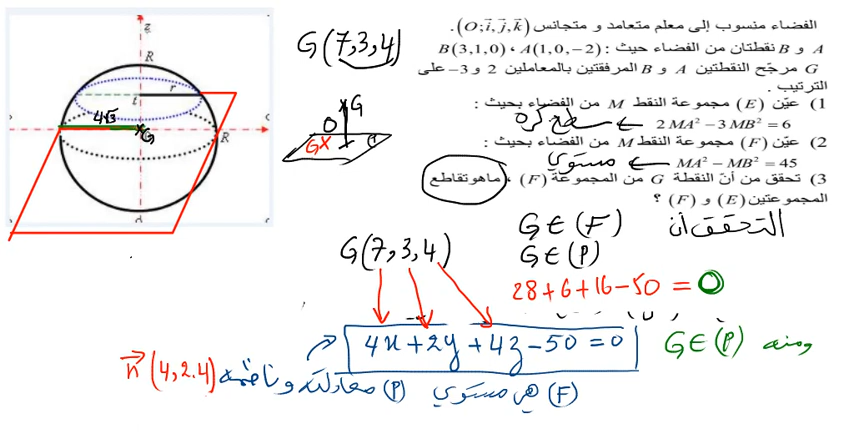 الفضاء منسوب إلى معلم متعامد و متجانس (O; i⃗, j⃗, k⃗).
A و B نقطتان من الفضاء حيث : A(1,0,−2) ، B(3,1,0)
G مرجّح النقطتين A و B المرفقتين بالمعاملين 2 و 3− على
الترتيب .
1) عيّن (E) مجموعة النقط M من الفضاء بحيث :
2MA² − 3MB² = 6 ← سطح كرة
2) عيّن (F) مجموعة النقط M من الفضاء بحيث :
MA² − MB² = 45 ← مستوي
3) تحقق من أنّ النقطة G من المجموعة (F) ، ماهو تقاطع
المجموعتين (E) و (F) ؟
z
R
r
t
4√3
G
R
G(7,3,4)
G
O
GX
التحقق أن G ∈ (F)
G ∈ (P)
G(7,3,4)
28+6+16−50 = 0
4x+2y+4z−50=0
ومنه G ∈ (P)
(F) هي مستوي (P) معادلته و ناظمه n⃗(4,2.4)